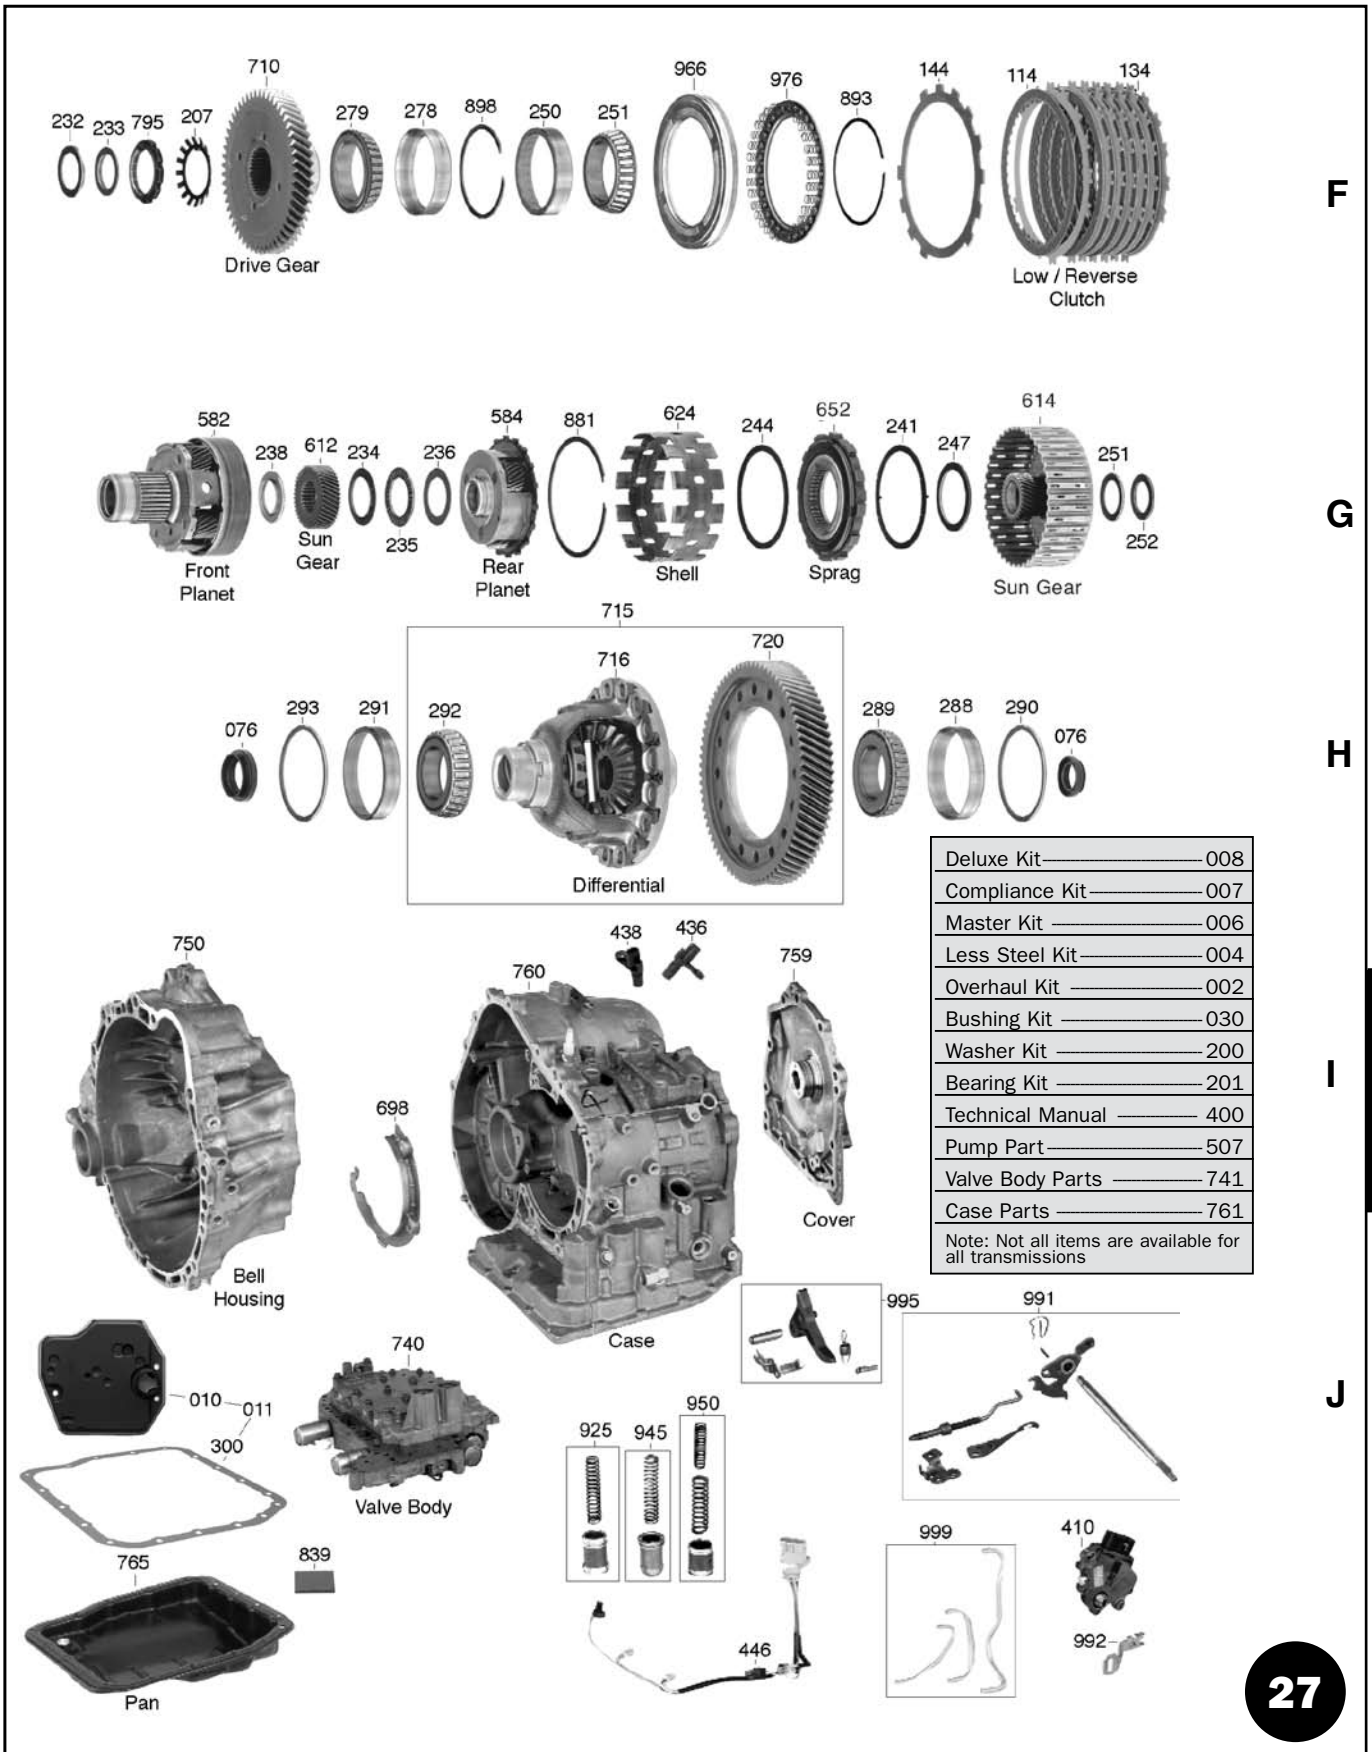 710
966
976
144
114
134
232
233
795
207
279
278
898
250
251
893
F
Drive Gear
Low / Reverse
Clutch
582
238
612
234
236
584
881
624
244
652
241
247
614
251
235
252
G
Sun
Gear
Front
Planet
Rear
Planet
Shell
Sprag
Sun Gear
715
716
720
076
293
291
292
289
288
290
076
H
Differential
Deluxe Kit 008
Compliance Kit 007
Master Kit 006
Less Steel Kit 004
Overhaul Kit 002
Bushing Kit 030
Washer Kit 200
Bearing Kit 201
Technical Manual 400
Pump Part 507
Valve Body Parts 741
Case Parts 761
Note: Not all items are available for
all transmissions
750
760
438
436
759
698
I
Bell
Housing
Case
Cover
995
991
740
010
011
300
J
Valve Body
925
945
950
765
839
446
999
410
992
Pan
27